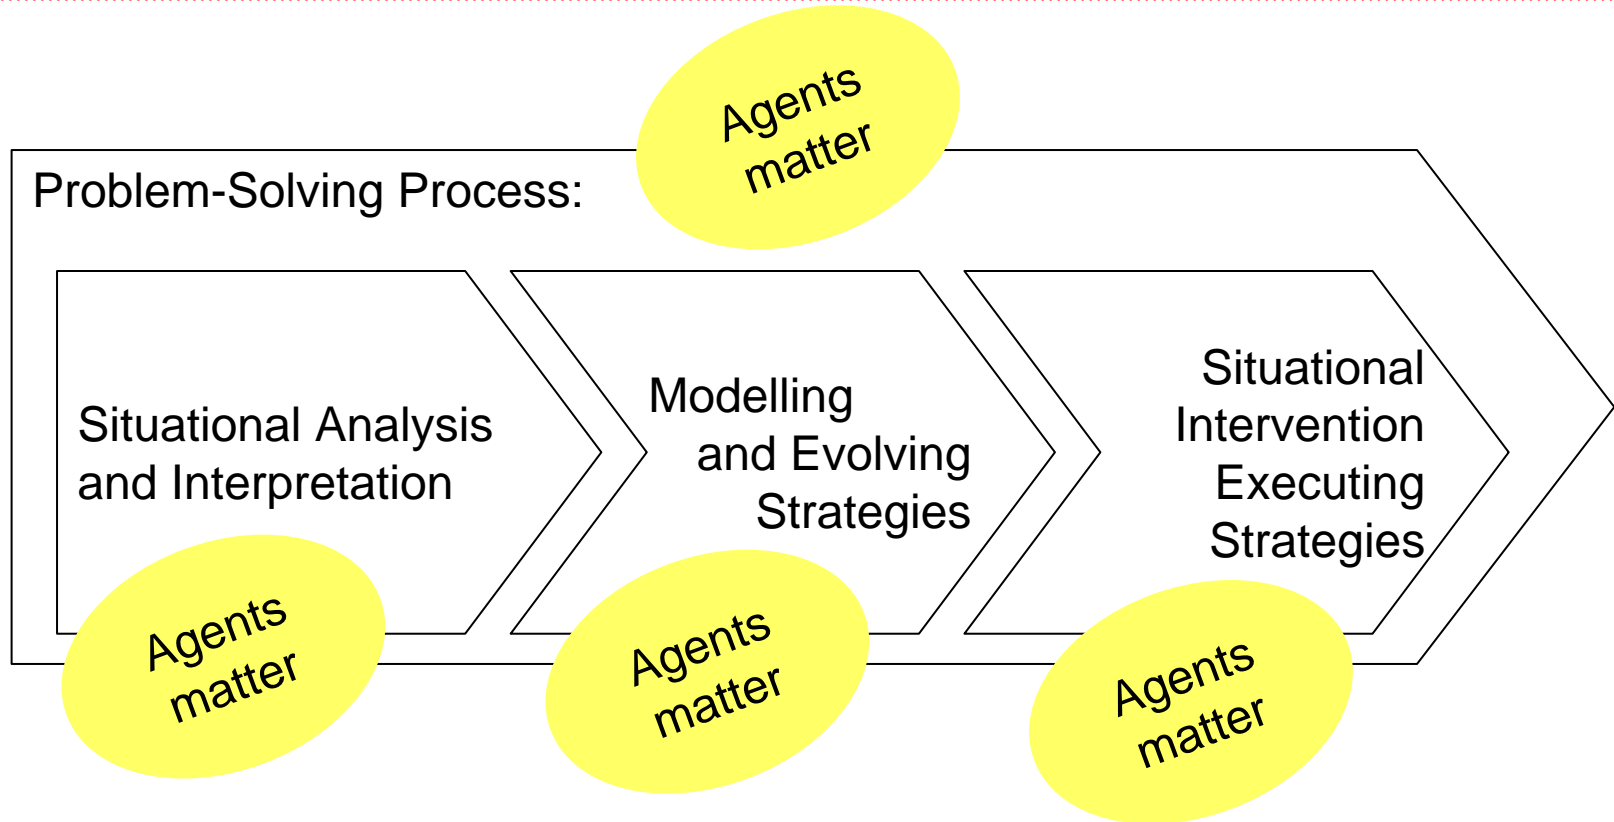 Agents
matter
Problem-Solving Process:
Situational Analysis
and Interpretation
Modelling
and Evolving
Strategies
Situational
Intervention
Executing
Strategies
Agents
matter
Agents
matter
Agents
matter